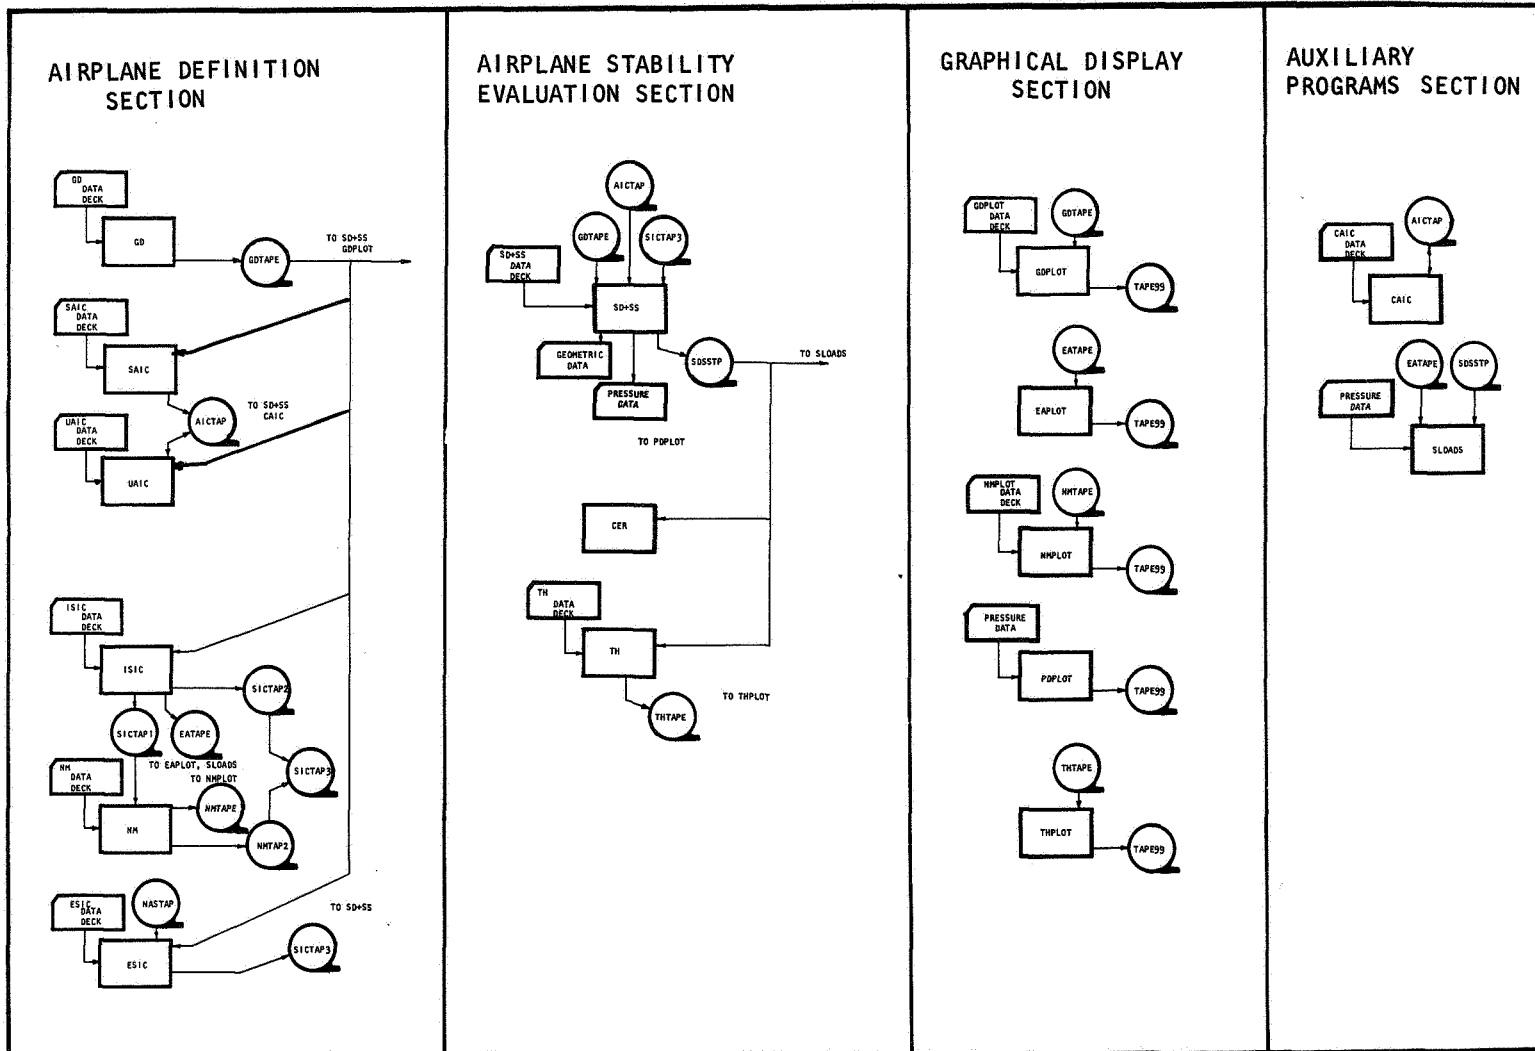 AIRPLANE DEFINITION
SECTION
GD
DATA
DECK
GD
GDTAPE
TO SD+SS
GDPLOT
SAIC
DATA
DECK
SAIC
AICTAP
TO SD+SS
CAIC
UAIC
DATA
DECK
UAIC
ISIC
DATA
DECK
ISIC
SICTAP2
SICTAP1
EATAPE
TO EAPLOT, SLOADS
TO NMPLOT
SICTAP3
NM
DATA
DECK
NM
NMTAPE
NMTAP2
ESIC
DATA
DECK
NASTAP
ESIC
TO SD+SS
SICTAP3
AIRPLANE STABILITY
EVALUATION SECTION
AICTAP
GDTAPE
SICTAP3
SD+SS
DATA
DECK
SD+SS
GEOMETRIC
DATA
PRESSURE
DATA
SDSSTP
TO SLOADS
TO PDPLOT
CER
TH
DATA
DECK
TH
THTAPE
TO THPLOT
GRAPHICAL DISPLAY
SECTION
GDPLOT
DATA
DECK
GDTAPE
GDPLOT
TAPE99
EATAPE
EAPLOT
TAPE99
NMPLOT
DATA
DECK
NMTAPE
NMPLOT
TAPE99
PRESSURE
DATA
PDPLOT
TAPE99
THTAPE
THPLOT
TAPE99
AUXILIARY
PROGRAMS SECTION
CAIC
DATA
DECK
AICTAP
CAIC
EATAPE
SDSSTP
PRESSURE
DATA
SLOADS